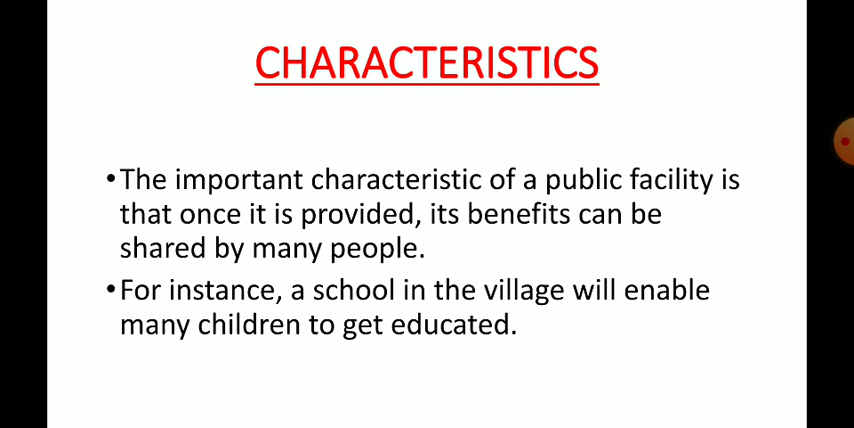 CHARACTERISTICS
•The important characteristic of a public facility is
that once it is provided, its benefits can be
shared by many people.
•For instance, a school in the village will enable
many children to get educated.